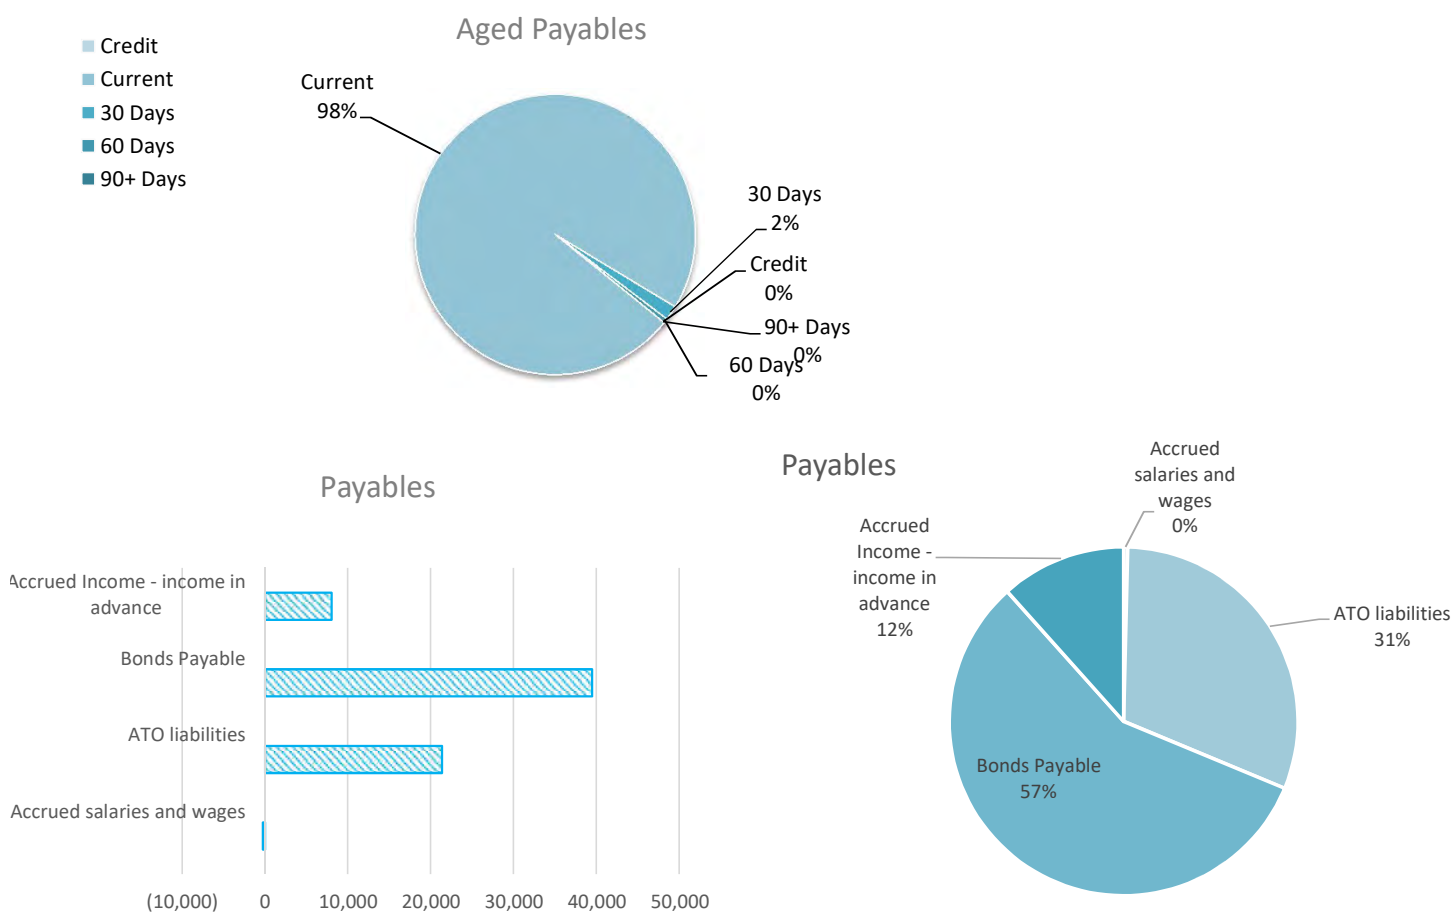 Aged Payables
Credit
Current
30 Days
60 Days
90+ Days
Current
98%
30 Days
2%
Credit
0%
90+ Days
0%
60 Days
0%
Payables
Accrued Income - income in
advance
Bonds Payable
ATO liabilities
Accrued salaries and wages
(10,000)
0
10,000
20,000
30,000
40,000
50,000
Payables
Accrued
salaries and
wages
0%
Accrued
Income -
income in
advance
12%
ATO liabilities
31%
Bonds Payable
57%